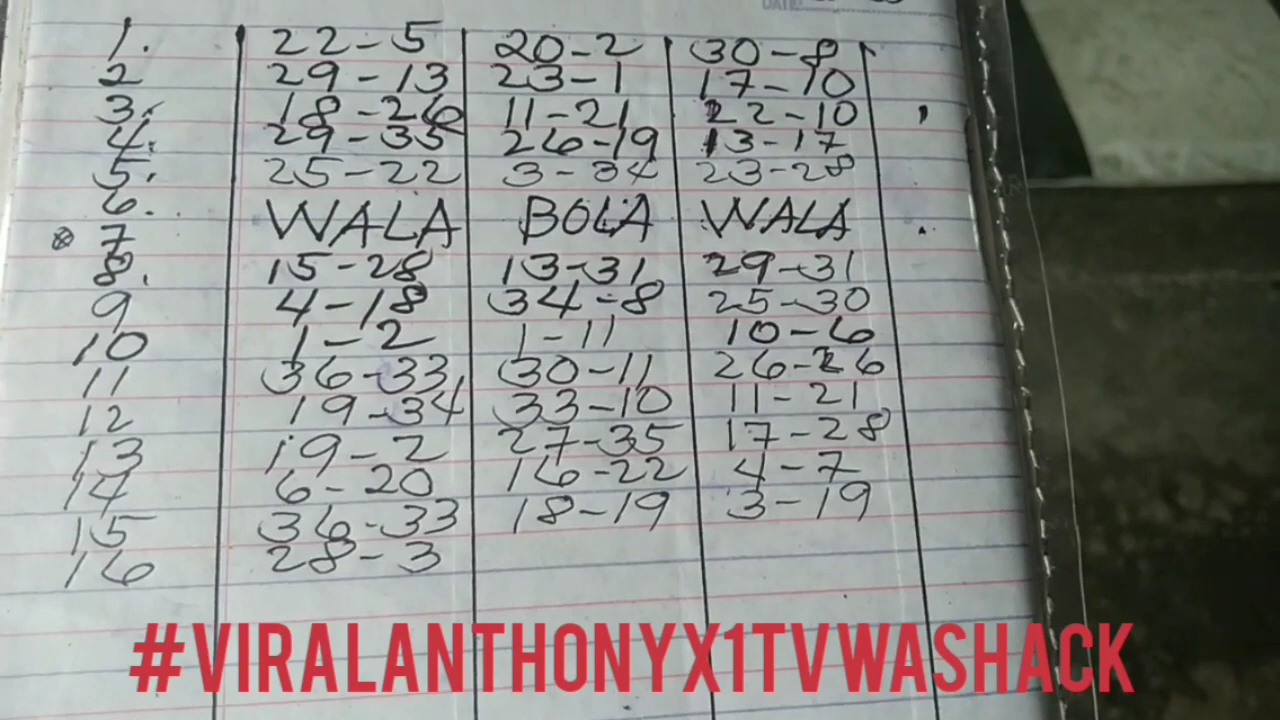 DATE:
1. 22-5 20-2 30-8
2 29-13 23-1 17-10
3. 18-26 11-21 22-10
4. 29-35 26-19 13-17
5. 25-22 3-34 23-28
6. WALA BOLA WALA
7
8. 15-28 13-31 29-31
9 4-18 34-8 25-30
10 1-2 1-11 10-6
11 36-33 30-11 26-26
12 19-34 33-10 11-21
13 19-2 27-35 17-28
14 6-20 16-22 4-7
15 36-33 18-19 3-19
16 28-3
#VIRALANTHONYX1TVWASHACK